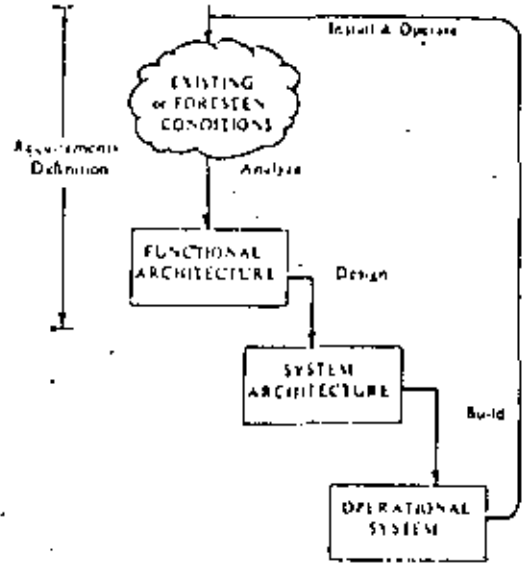 Install & Operate
EXISTING
or FORESEEN
CONDITIONS
Requirements
Definition
Analyze
FUNCTIONAL
ARCHITECTURE
Design
SYSTEM
ARCHITECTURE
Build
OPERATIONAL
SYSTEM